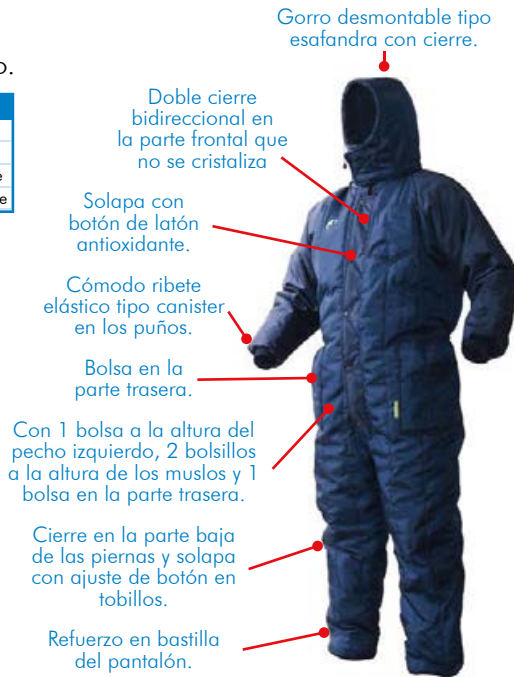 Gorro desmontable tipo
esafandra con cierre.
o.
e
e
Doble cierre
bidireccional en
la parte frontal que
no se cristaliza
Solapa con
botón de latón
antioxidante.
Cómodo ribete
elástico tipo canister
en los puños.
Bolsa en la
parte trasera.
Con 1 bolsa a la altura del
pecho izquierdo, 2 bolsillos
a la altura de los muslos y 1
bolsa en la parte trasera.
Cierre en la parte baja
de las piernas y solapa
con ajuste de botón en
tobillos.
Refuerzo en bastilla
del pantalón.